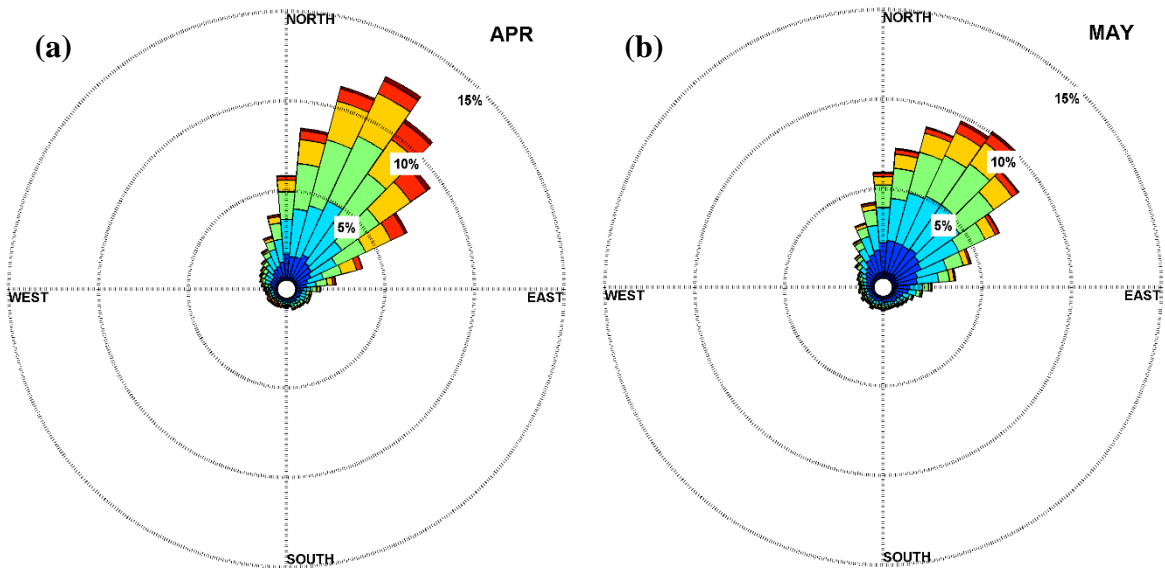 (a)
NORTH
APR
15%
10%
5%
WEST
EAST
SOUTH
(b)
NORTH
MAY
15%
10%
5%
WEST
EAST
SOUTH